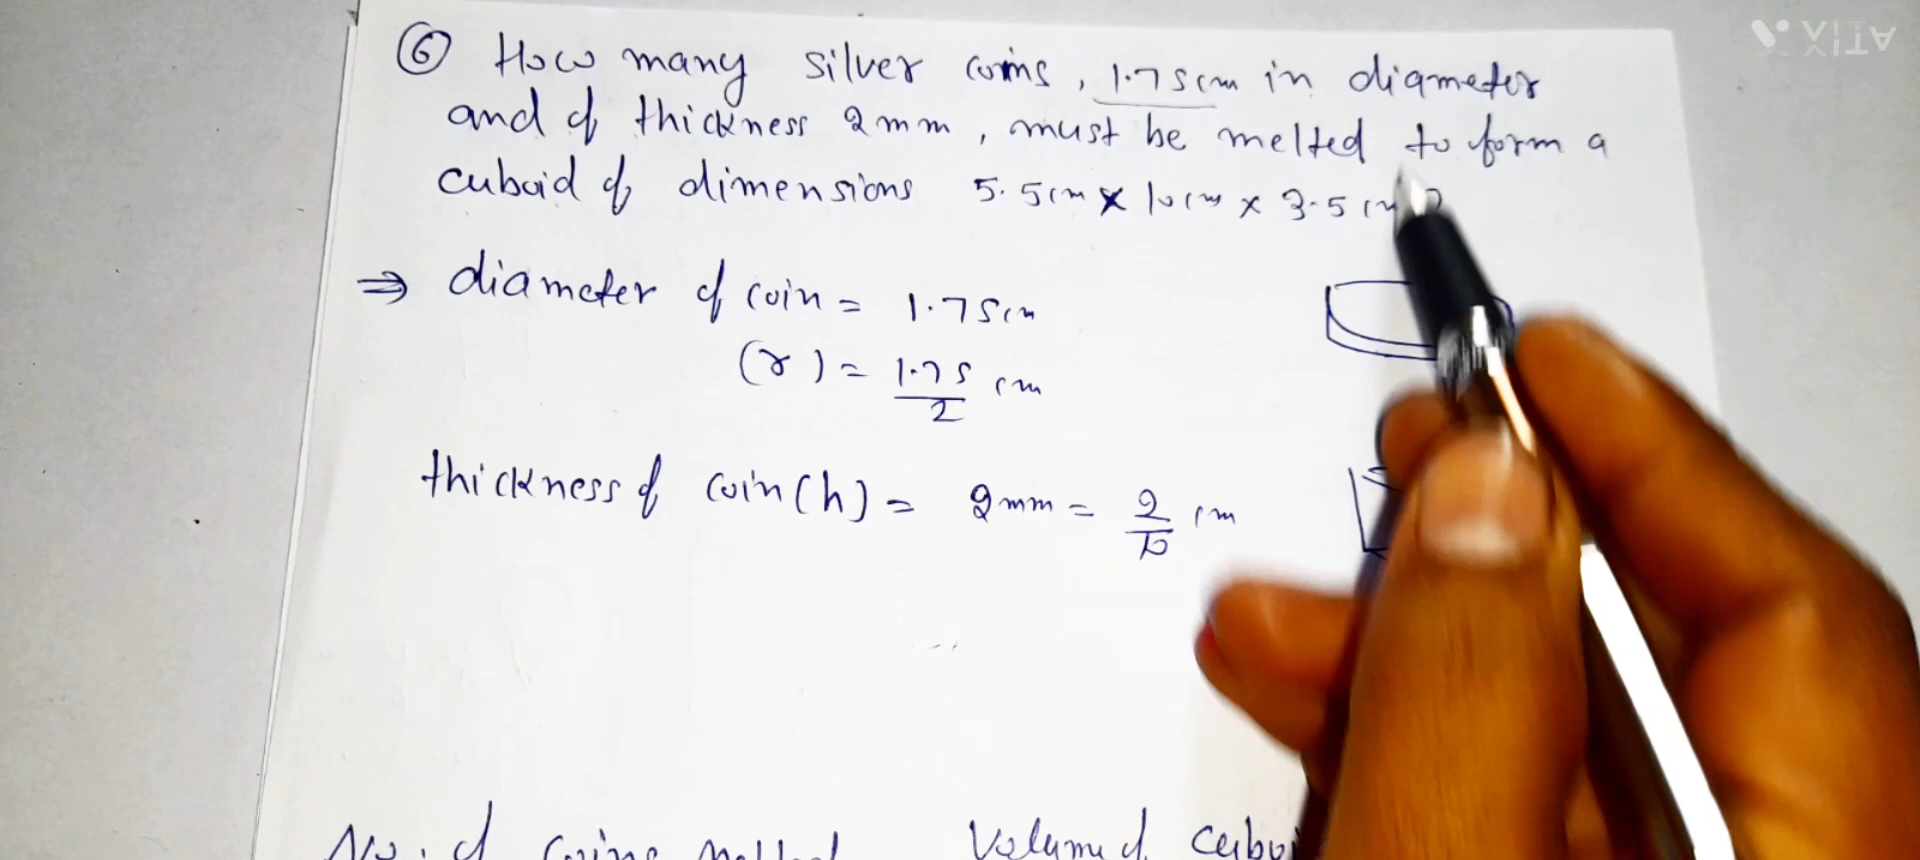 ⑥ How many silver coins, 1.75cm in diameter
and of thickness 2mm, must be melted to form a
cuboid of dimensions 5.5cm × 10cm × 3.5cm?
⇒ diameter of coin = 1.75cm
(r) = 1.75/2 cm
thickness of coin (h) = 2mm = 2/10 cm
No. of coins melted Volume of